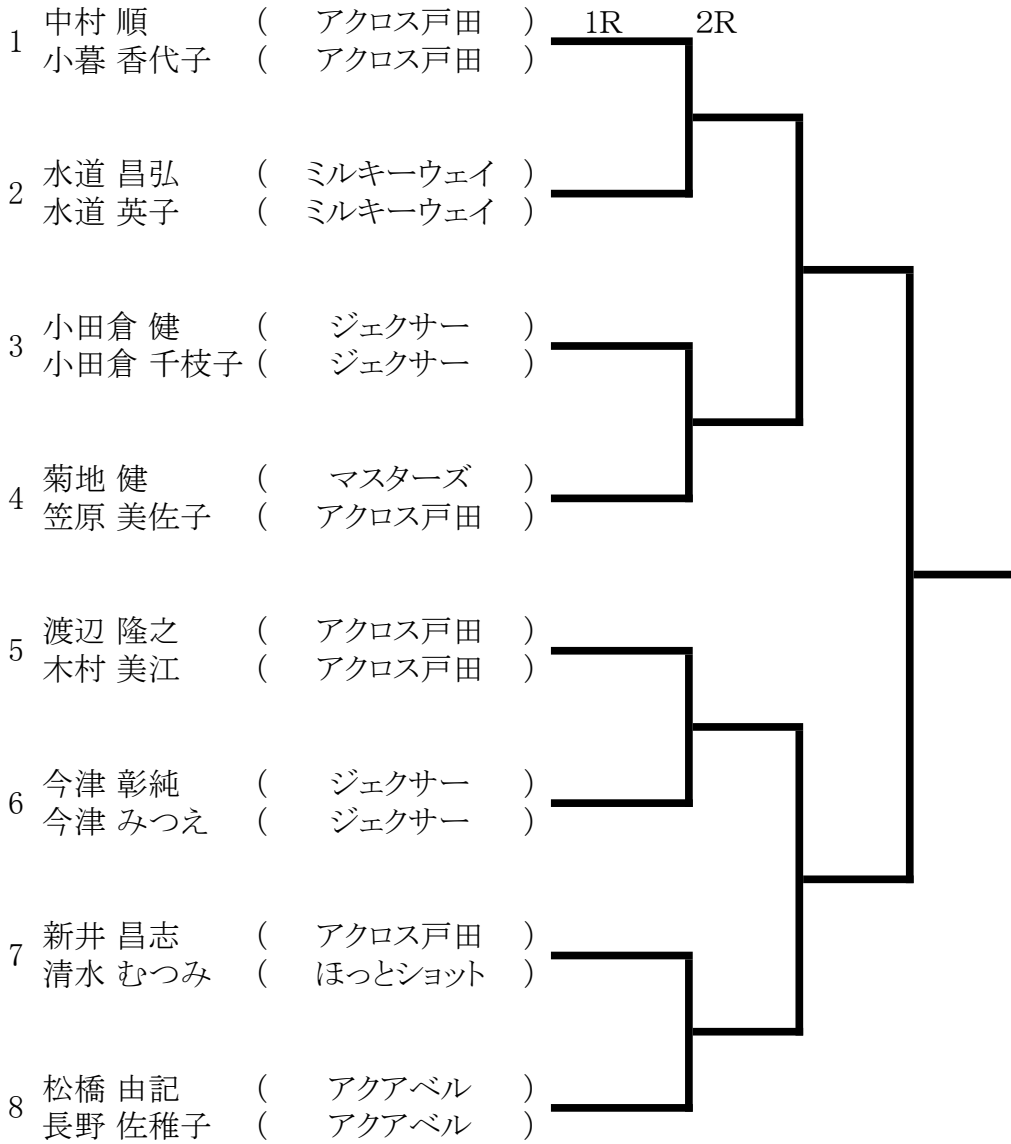 1R 2R
1 中村 順 ( アクロス戸田 )
小暮 香代子 ( アクロス戸田 )
2 水道 昌弘 ( ミルキーウェイ )
水道 英子 ( ミルキーウェイ )
3 小田倉 健 ( ジェクサー )
小田倉 千枝子 ( ジェクサー )
4 菊地 健 ( マスターズ )
笠原 美佐子 ( アクロス戸田 )
5 渡辺 隆之 ( アクロス戸田 )
木村 美江 ( アクロス戸田 )
6 今津 彰純 ( ジェクサー )
今津 みつえ ( ジェクサー )
7 新井 昌志 ( アクロス戸田 )
清水 むつみ ( ほっとショット )
8 松橋 由記 ( アクアベル )
長野 佐稚子 ( アクアベル )